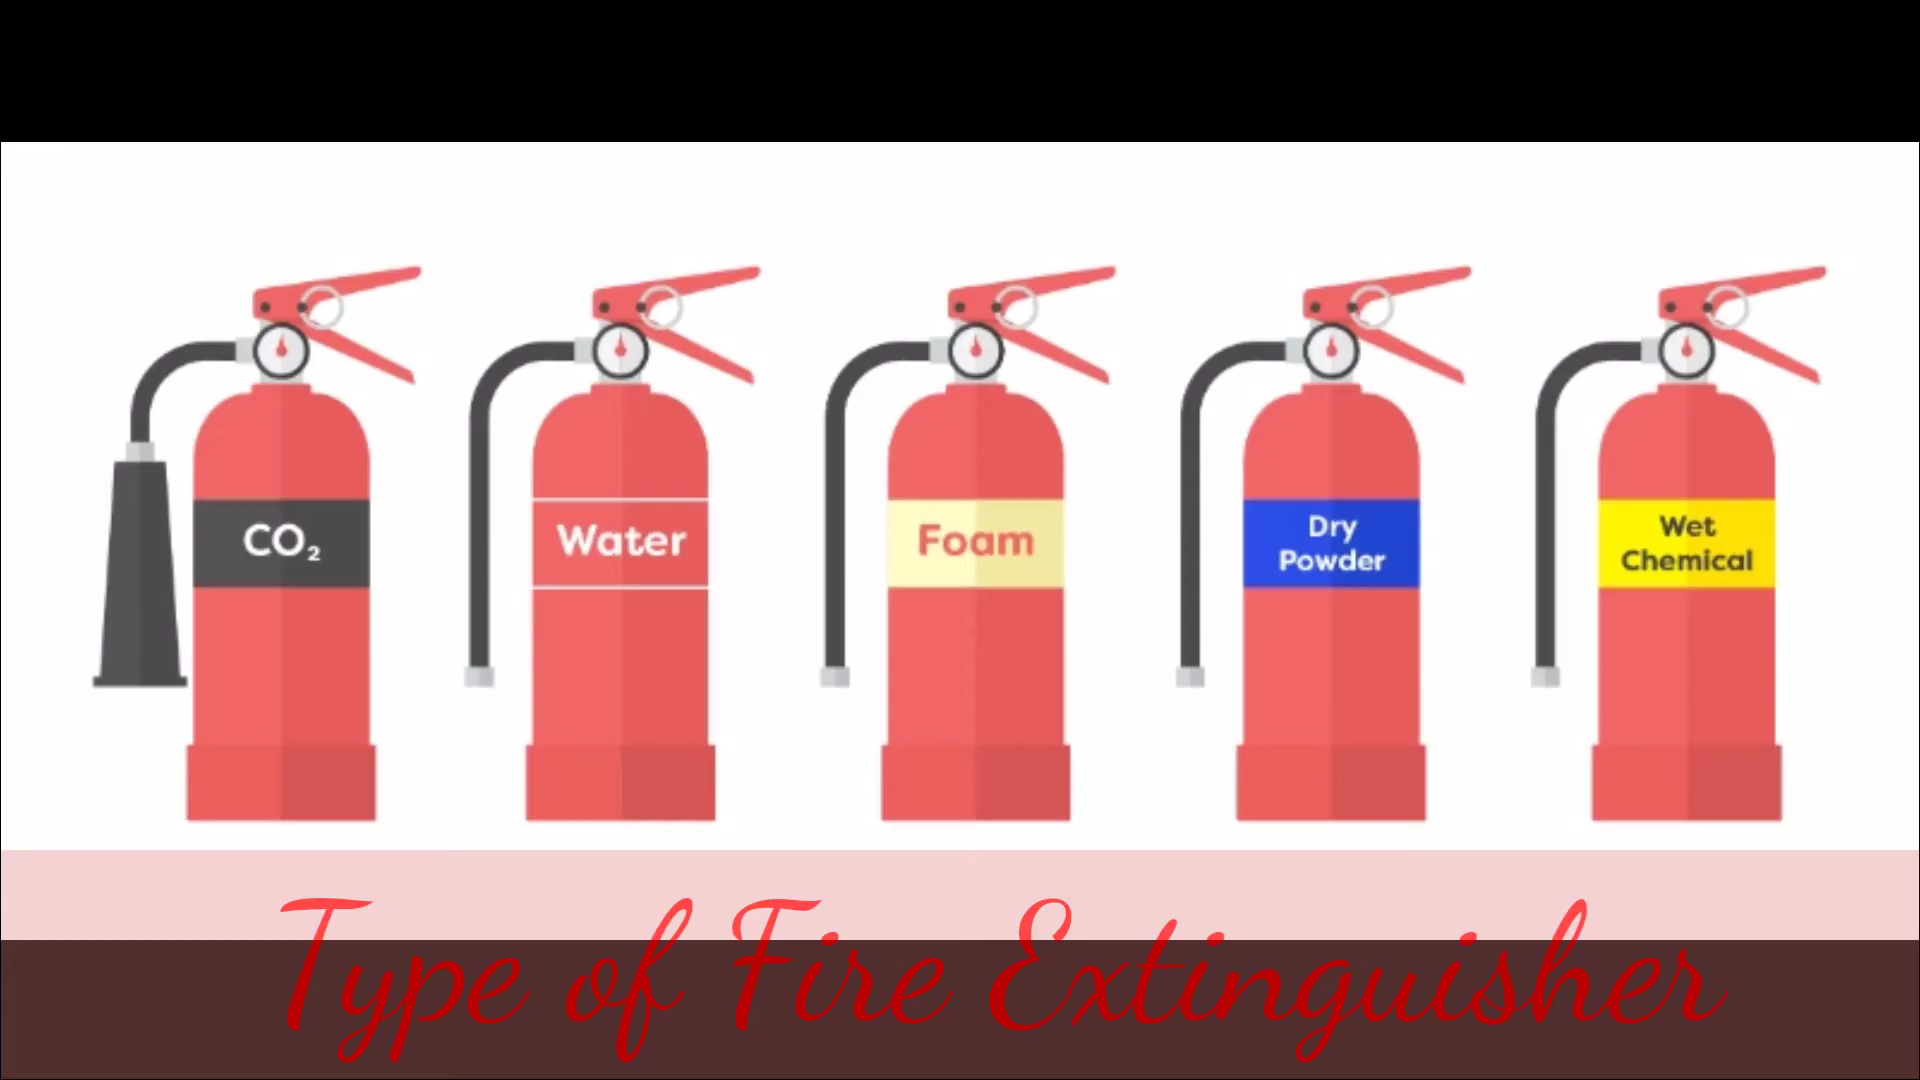 CO₂
Water
Foam
Dry
Powder
Wet
Chemical
Type of Fire Extinguisher